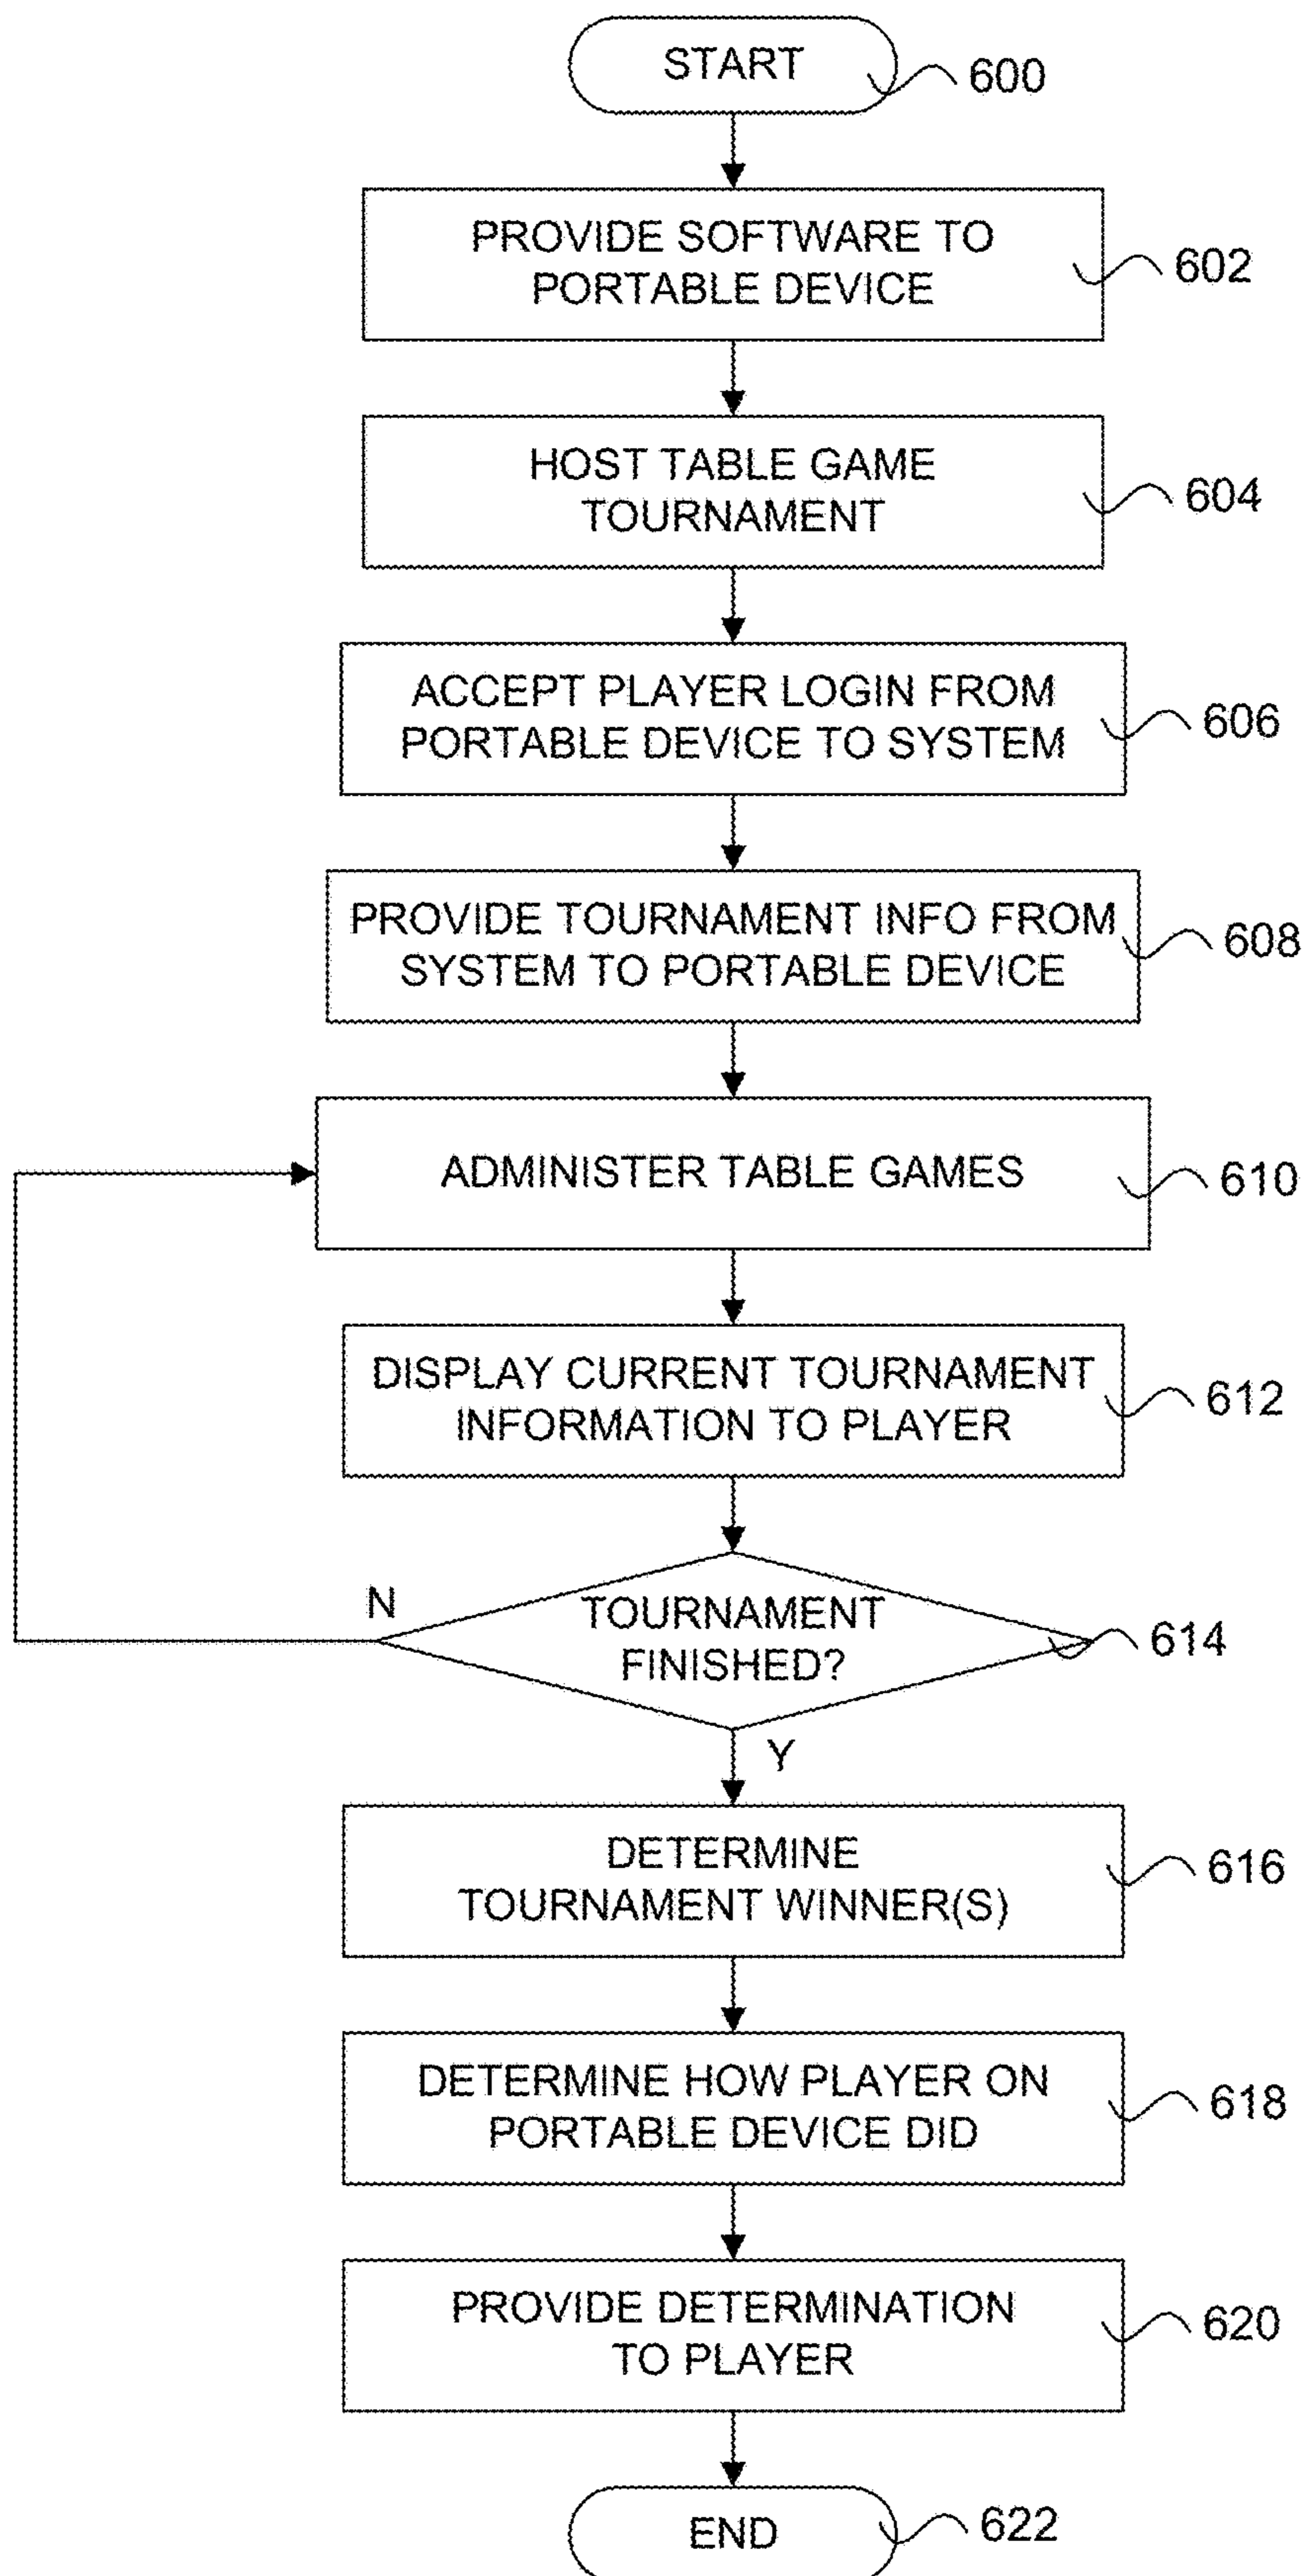 START
600
PROVIDE SOFTWARE TO
PORTABLE DEVICE
602
HOST TABLE GAME
TOURNAMENT
604
ACCEPT PLAYER LOGIN FROM
PORTABLE DEVICE TO SYSTEM
606
PROVIDE TOURNAMENT INFO FROM
SYSTEM TO PORTABLE DEVICE
608
ADMINISTER TABLE GAMES
610
DISPLAY CURRENT TOURNAMENT
INFORMATION TO PLAYER
612
N
TOURNAMENT
FINISHED?
614
Y
DETERMINE
TOURNAMENT WINNER(S)
616
DETERMINE HOW PLAYER ON
PORTABLE DEVICE DID
618
PROVIDE DETERMINATION
TO PLAYER
620
END
622